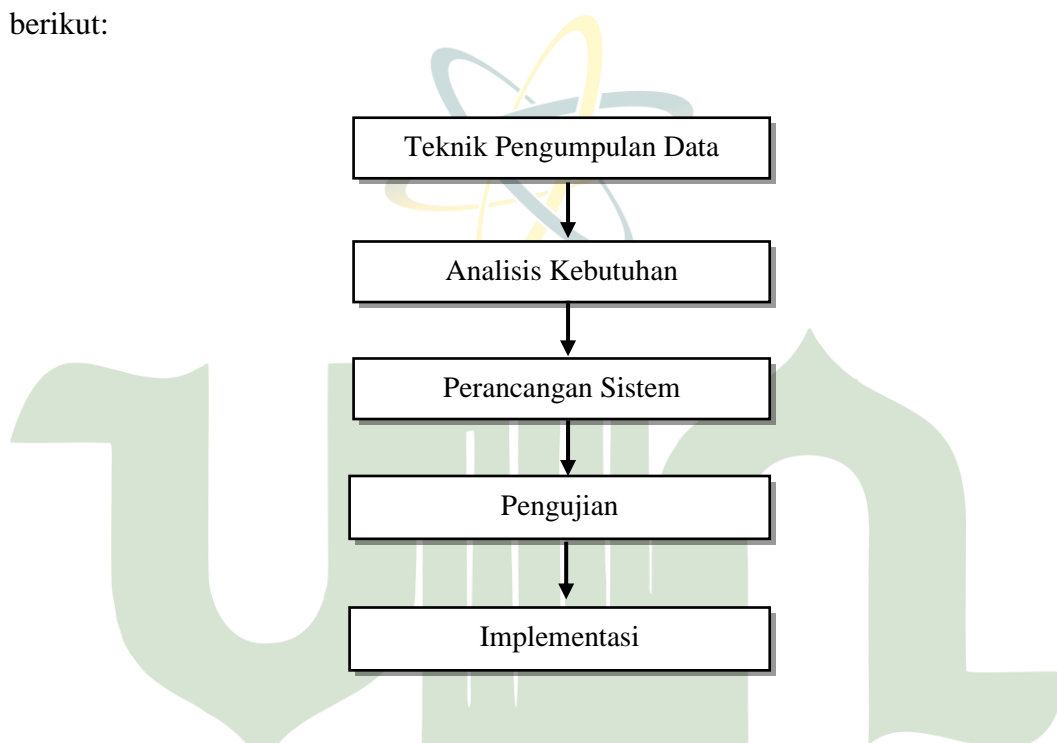 berikut:
Teknik Pengumpulan Data
Analisis Kebutuhan
Perancangan Sistem
Pengujian
Implementasi